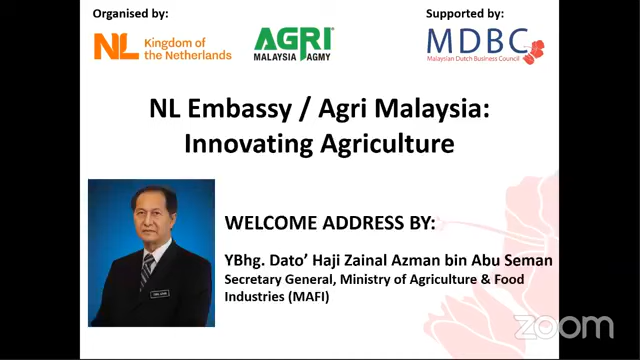 Organised by:
Supported by:
NL
Kingdom of
the Netherlands
AGRI
MALAYSIA AGMY
MDBC
Malaysian Dutch Business Council
NL Embassy / Agri Malaysia:
Innovating Agriculture
WELCOME ADDRESS BY:
YBhg. Dato’ Haji Zainal Azman bin Abu Seman
Secretary General, Ministry of Agriculture & Food
Industries (MAFI)
zoom